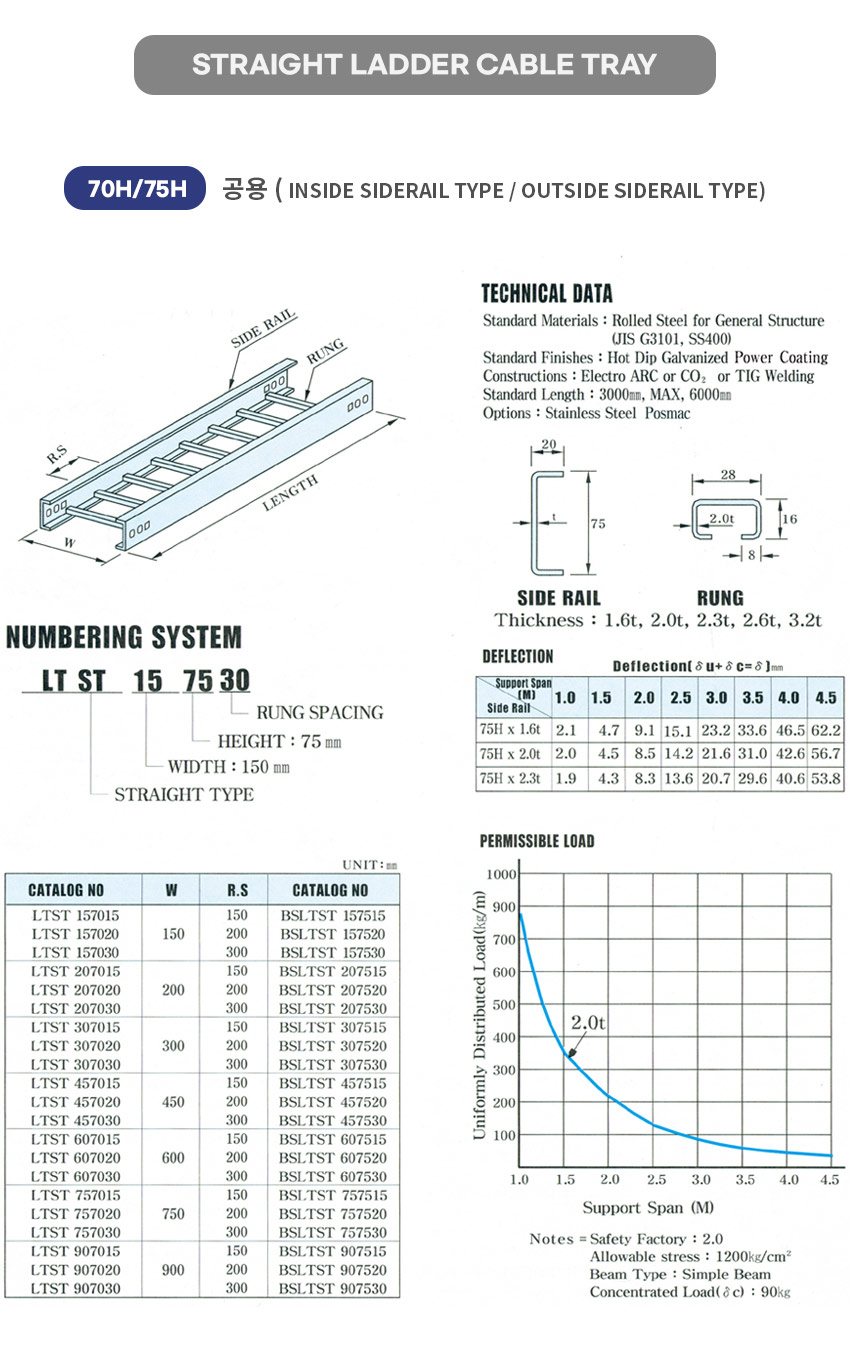 STRAIGHT LADDER CABLE TRAY
70H/75H 공용 ( INSIDE SIDERAIL TYPE / OUTSIDE SIDERAIL TYPE)
SIDE RAIL
RUNG
R.S
W
LENGTH
TECHNICAL DATA
Standard Materials : Rolled Steel for General Structure
(JIS G3101, SS400)
Standard Finishes : Hot Dip Galvanized Power Coating
Constructions : Electro ARC or CO₂ or TIG Welding
Standard Length : 3000㎜, MAX, 6000㎜
Options : Stainless Steel Posmac
20
t
75
28
2.0t
16
8
SIDE RAIL
RUNG
Thickness : 1.6t, 2.0t, 2.3t, 2.6t, 3.2t
NUMBERING SYSTEM
LT ST 15 75 30
RUNG SPACING
HEIGHT : 75 ㎜
WIDTH : 150 ㎜
STRAIGHT TYPE
DEFLECTION
Deflection( δ u+ δ c= δ )㎜
Support Span
(M)
Side Rail
1.0 1.5 2.0 2.5 3.0 3.5 4.0 4.5
75H x 1.6t 2.1 4.7 9.1 15.1 23.2 33.6 46.5 62.2
75H x 2.0t 2.0 4.5 8.5 14.2 21.6 31.0 42.6 56.7
75H x 2.3t 1.9 4.3 8.3 13.6 20.7 29.6 40.6 53.8
UNIT : ㎜
CATALOG NO W R.S CATALOG NO
LTST 157015 150 BSLTST 157515
LTST 157020 150 200 BSLTST 157520
LTST 157030 300 BSLTST 157530
LTST 207015 150 BSLTST 207515
LTST 207020 200 200 BSLTST 207520
LTST 207030 300 BSLTST 207530
LTST 307015 150 BSLTST 307515
LTST 307020 300 200 BSLTST 307520
LTST 307030 300 BSLTST 307530
LTST 457015 150 BSLTST 457515
LTST 457020 450 200 BSLTST 457520
LTST 457030 300 BSLTST 457530
LTST 607015 150 BSLTST 607515
LTST 607020 600 200 BSLTST 607520
LTST 607030 300 BSLTST 607530
LTST 757015 150 BSLTST 757515
LTST 757020 750 200 BSLTST 757520
LTST 757030 300 BSLTST 757530
LTST 907015 150 BSLTST 907515
LTST 907020 900 200 BSLTST 907520
LTST 907030 300 BSLTST 907530
PERMISSIBLE LOAD
Uniformly Distributed Load(㎏/m)
1000
900
700
600
500
400
300
200
100
2.0t
1.0 1.5 2.0 2.5 3.0 3.5 4.0 4.5
Support Span (M)
Notes = Safety Factory : 2.0
Allowable stress : 1200㎏/cm²
Beam Type : Simple Beam
Concentrated Load( δ c) : 90㎏